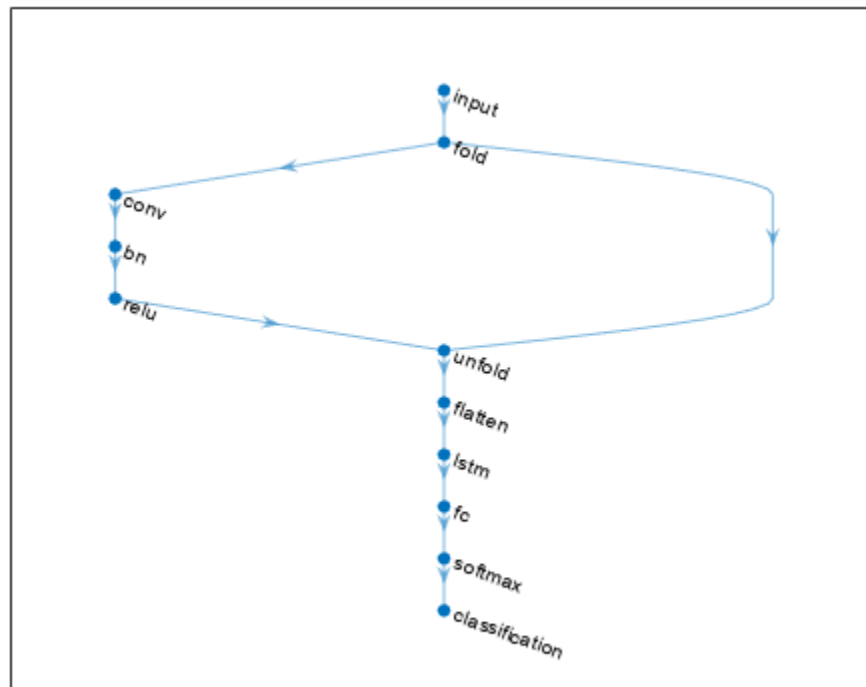 input
fold
conv
bn
relu
unfold
flatten
lstm
fc
softmax
classification